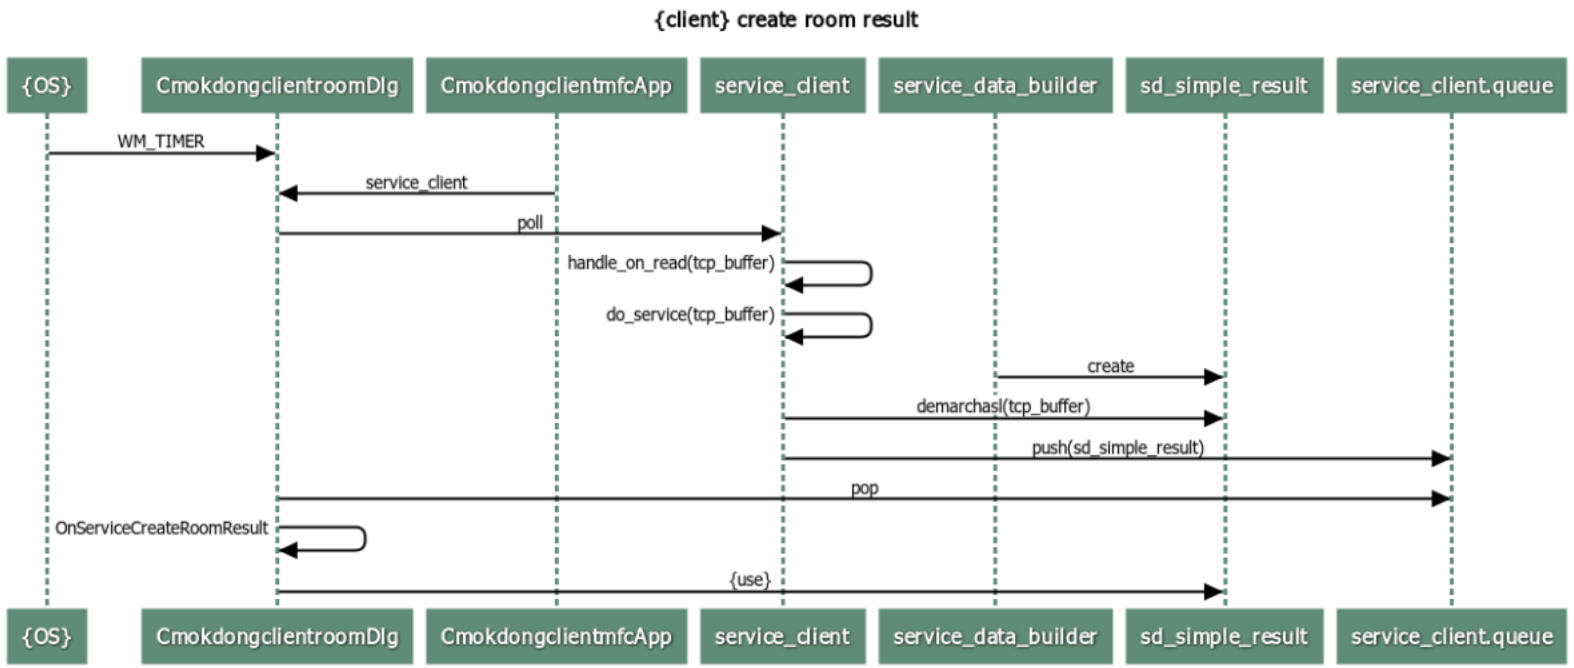 {client} create room result
{OS} CmokdongclientroomDlg CmokdongclientmfcApp service_client service_data_builder sd_simple_result service_client.queue
WM_TIMER
service_client
poll
handle_on_read(tcp_buffer)
do_service(tcp_buffer)
create
demarchasl(tcp_buffer)
push(sd_simple_result)
pop
OnServiceCreateRoomResult
{use}
{OS} CmokdongclientroomDlg CmokdongclientmfcApp service_client service_data_builder sd_simple_result service_client.queue